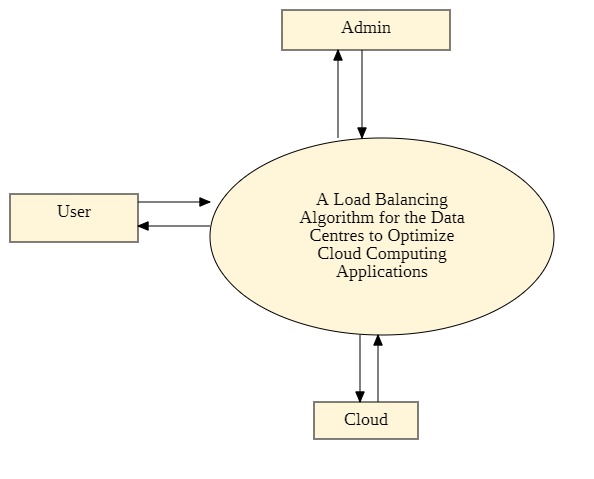 Admin
User
A Load Balancing
Algorithm for the Data
Centres to Optimize
Cloud Computing
Applications
Cloud